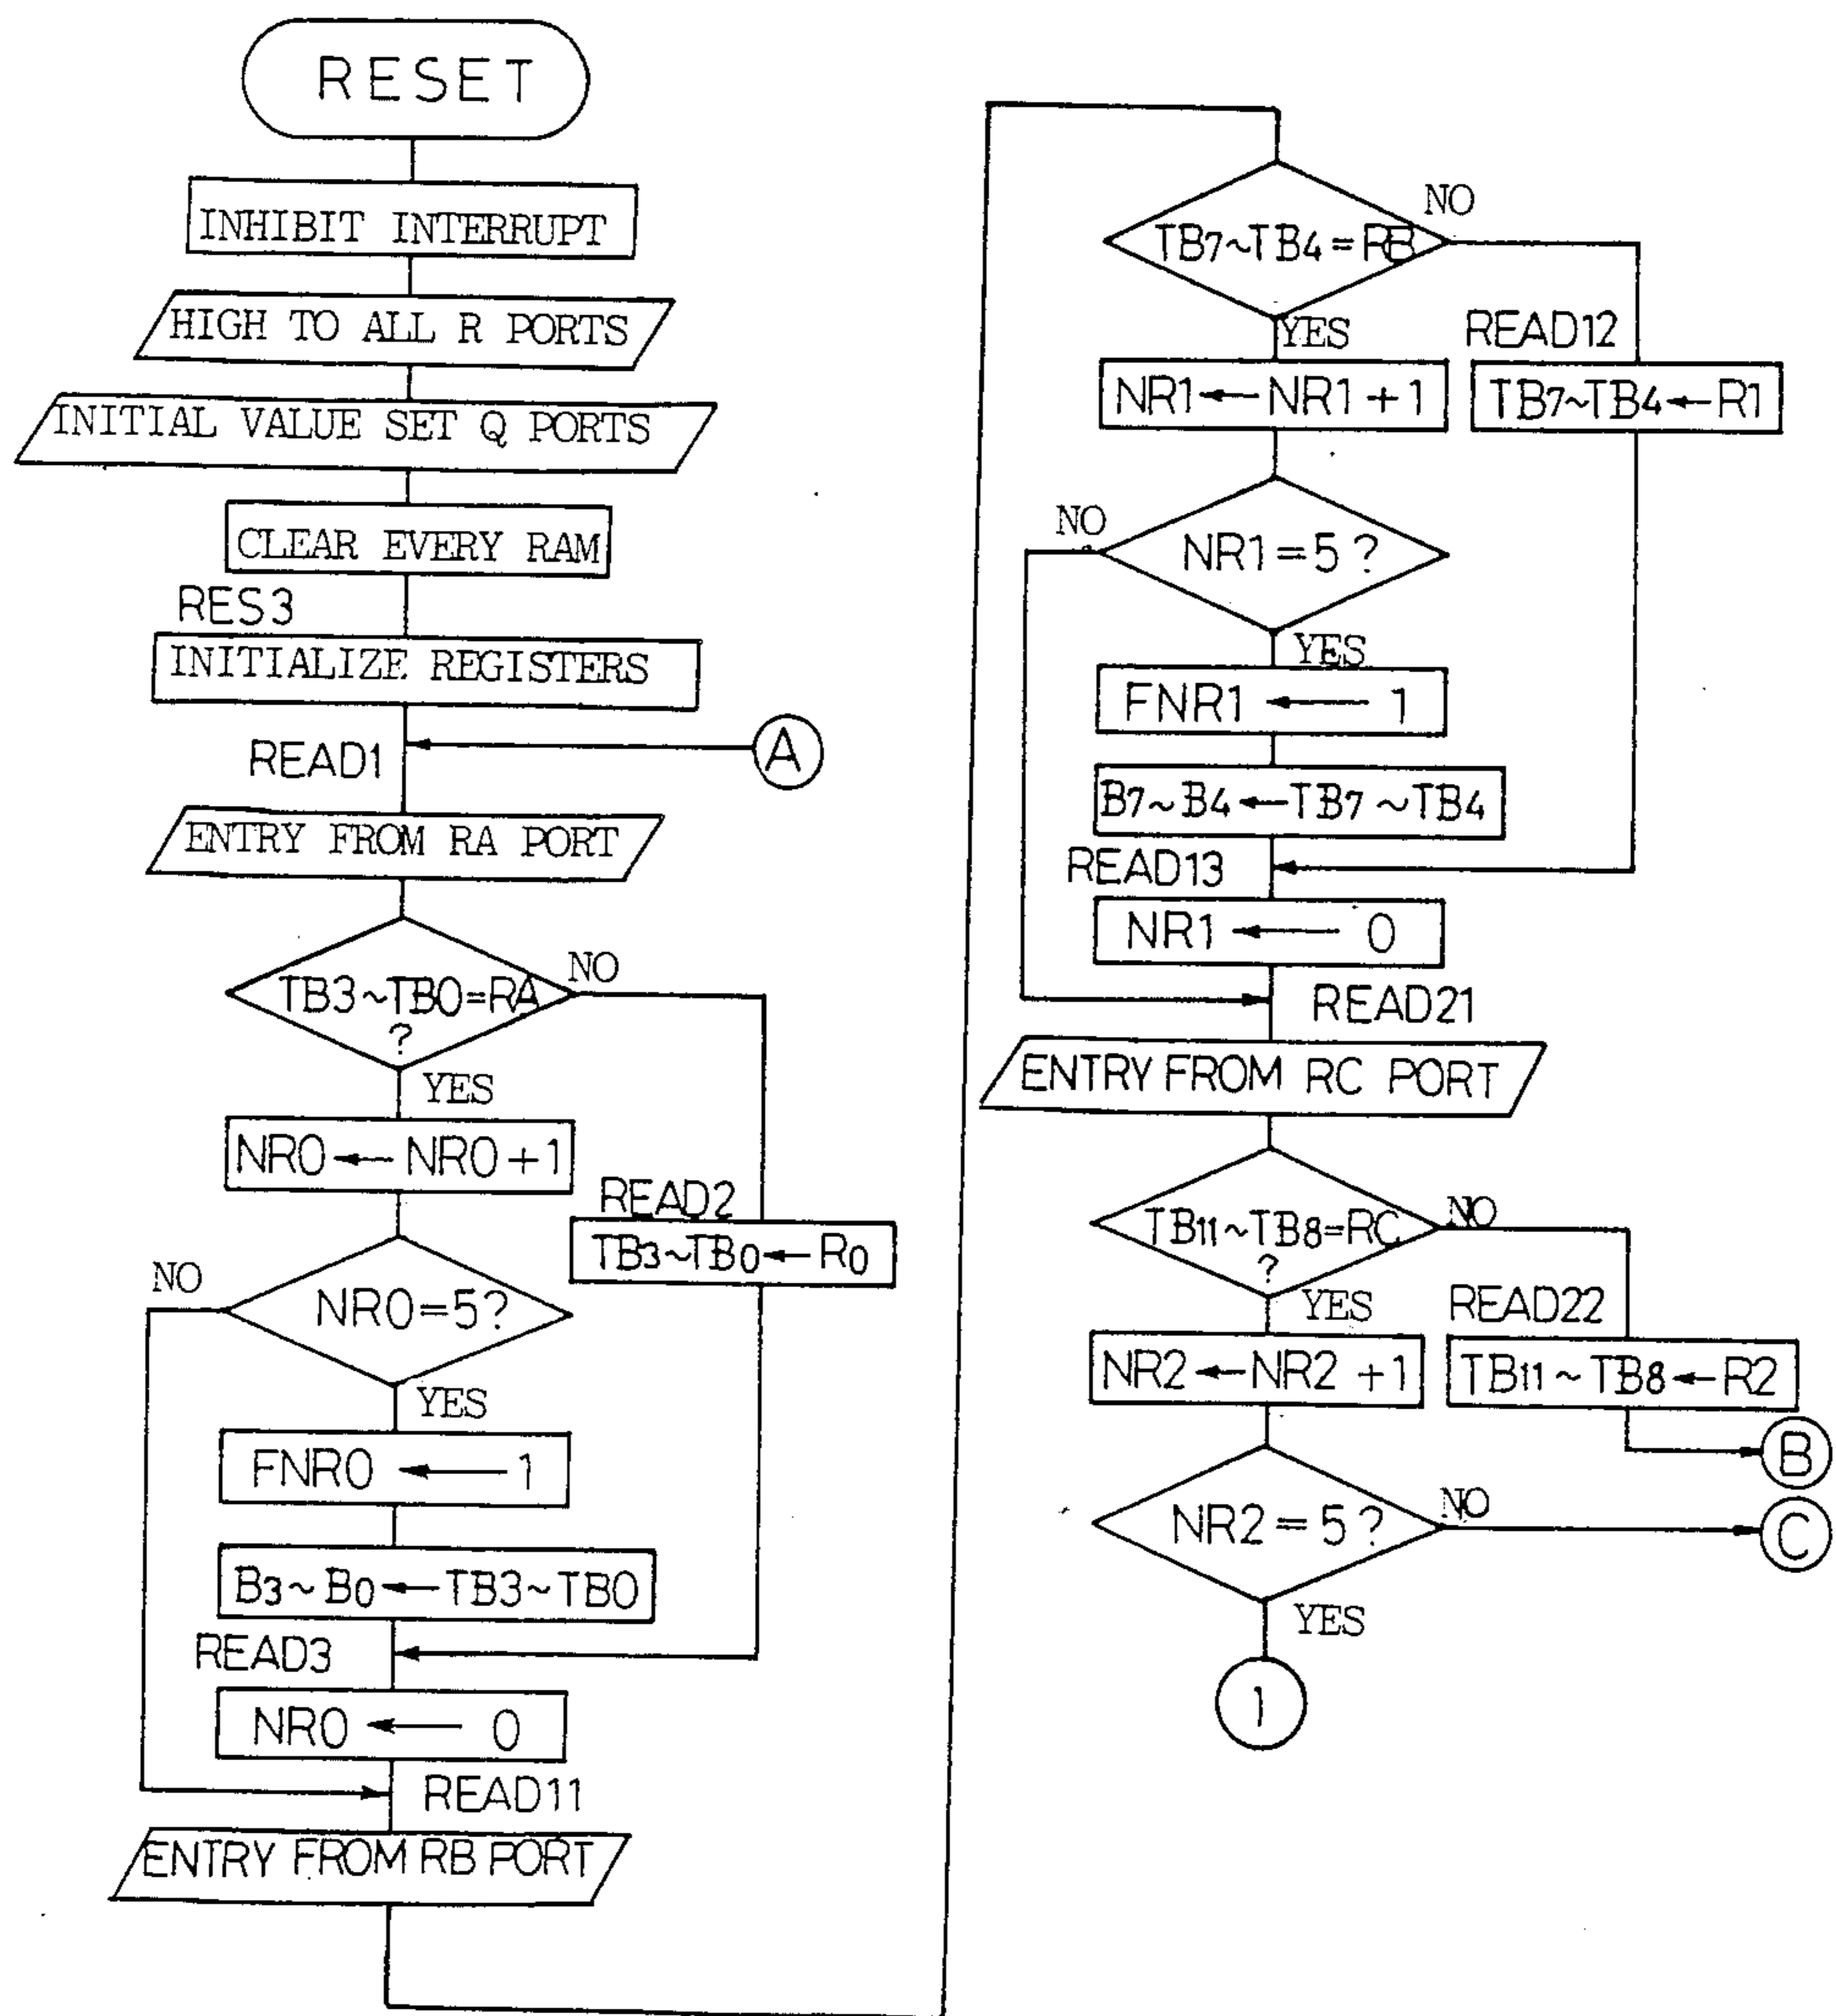 RESET
INHIBIT INTERRUPT
HIGH TO ALL R PORTS
INITIAL VALUE SET Q PORTS
CLEAR EVERY RAM
RES3
INITIALIZE REGISTERS
READ1
A
ENTRY FROM RA PORT
TB3~TB0=RA
?
NO
YES
NR0←NR0+1
READ2
TB3~TB0←R0
NO
NR0=5?
YES
FNR0←1
B3~B0←TB3~TB0
READ3
NR0←0
READ11
ENTRY FROM RB PORT
TB7~TB4=RB
NO
YES
READ12
NR1←NR1+1
TB7~TB4←R1
NO
NR1=5?
YES
FNR1←1
B7~B4←TB7~TB4
READ13
NR1←0
READ21
ENTRY FROM RC PORT
TB11~TB8=RC
?
NO
YES
READ22
NR2←NR2+1
TB11~TB8←R2
B
NR2=5?
NO
C
YES
1